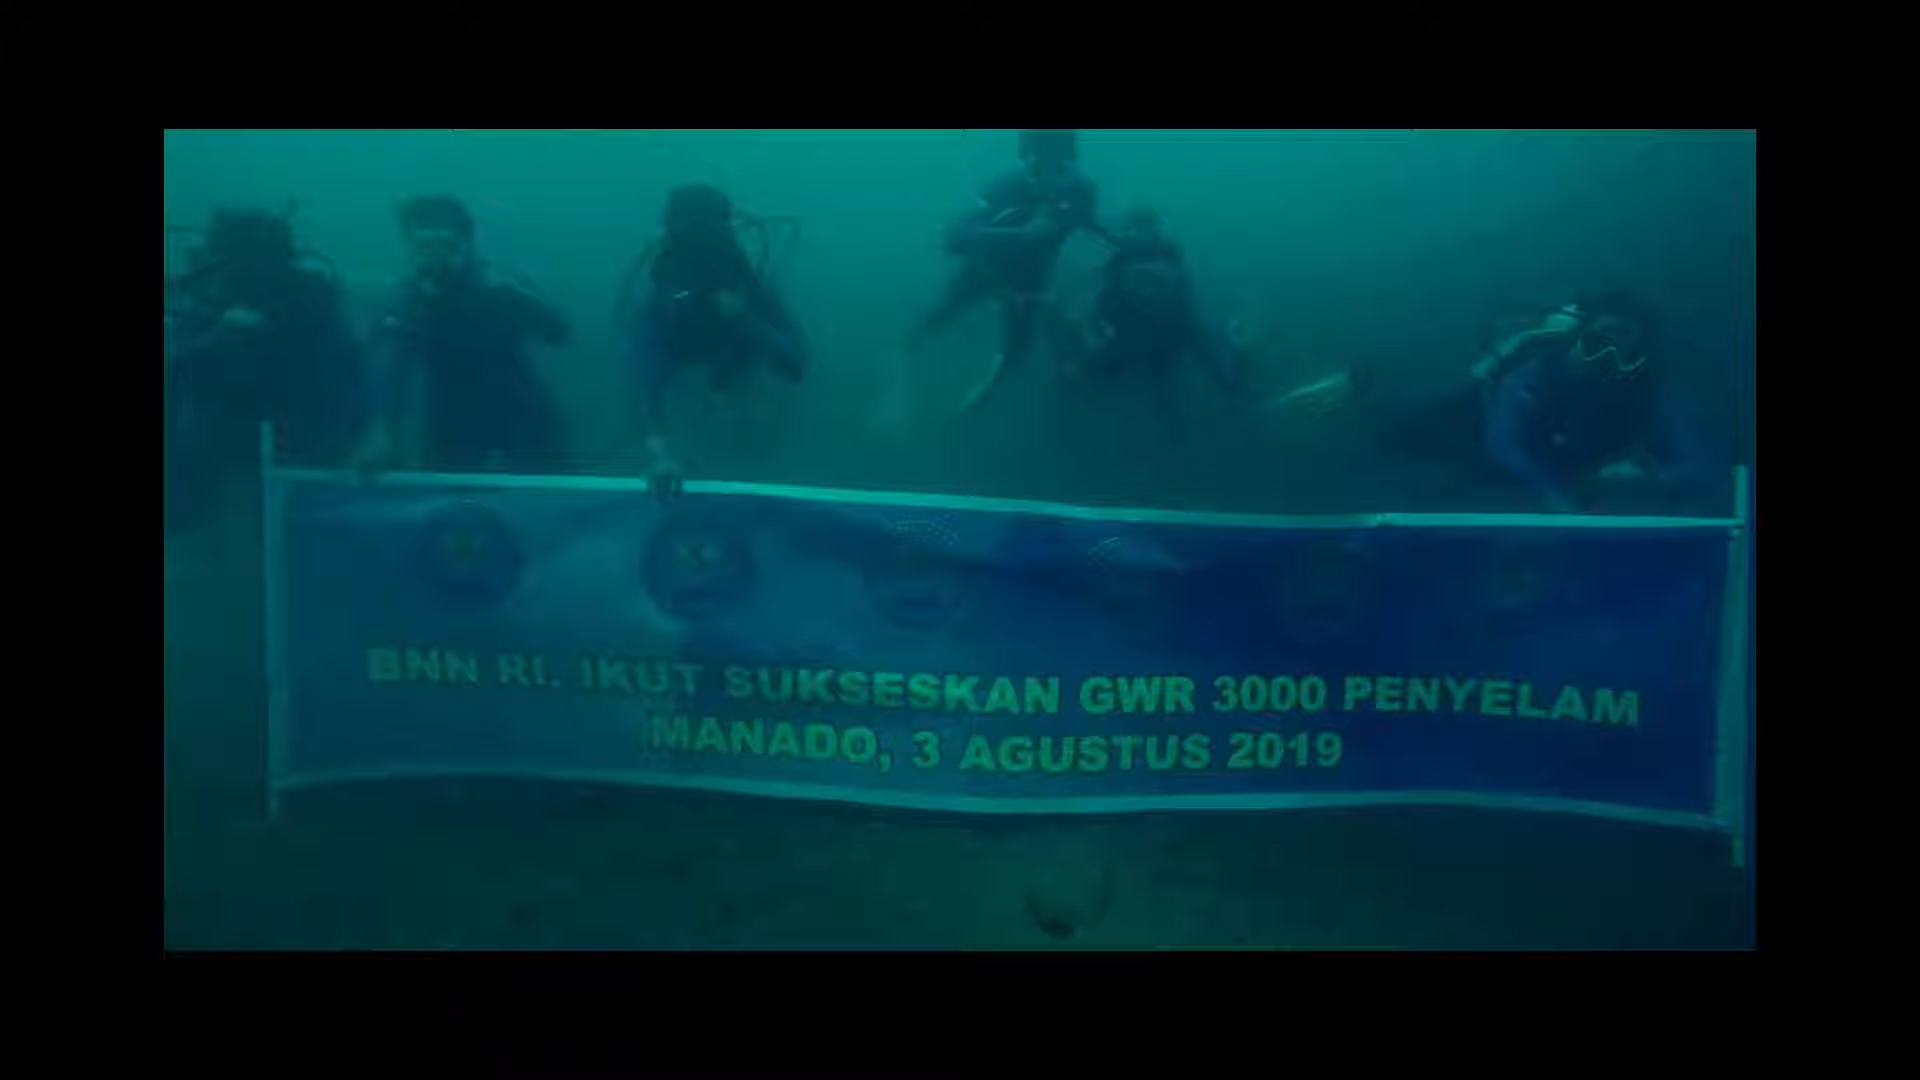 BNN RI. IKUT SUKSESKAN GWR 3000 PENYELAM
MANADO, 3 AGUSTUS 2019